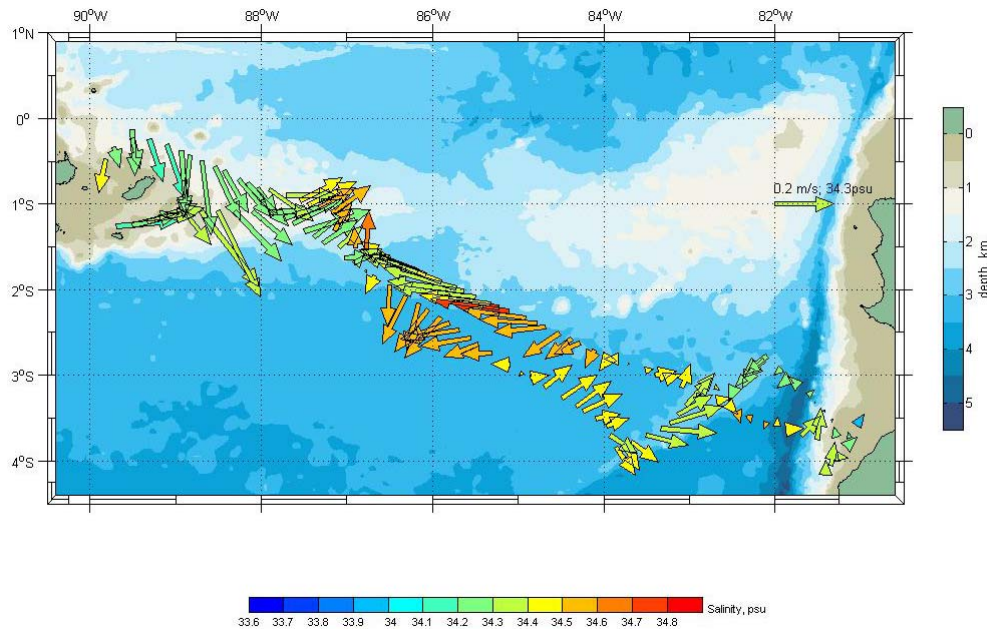 90°W 88°W 86°W 84°W 82°W
1°N
0°
0
0.2 m/s; 34.3psu
1
1°S
2
depth, km
2°S
3
3°S
4
5
4°S
Salinity, psu
33.6 33.7 33.8 33.9 34 34.1 34.2 34.3 34.4 34.5 34.6 34.7 34.8